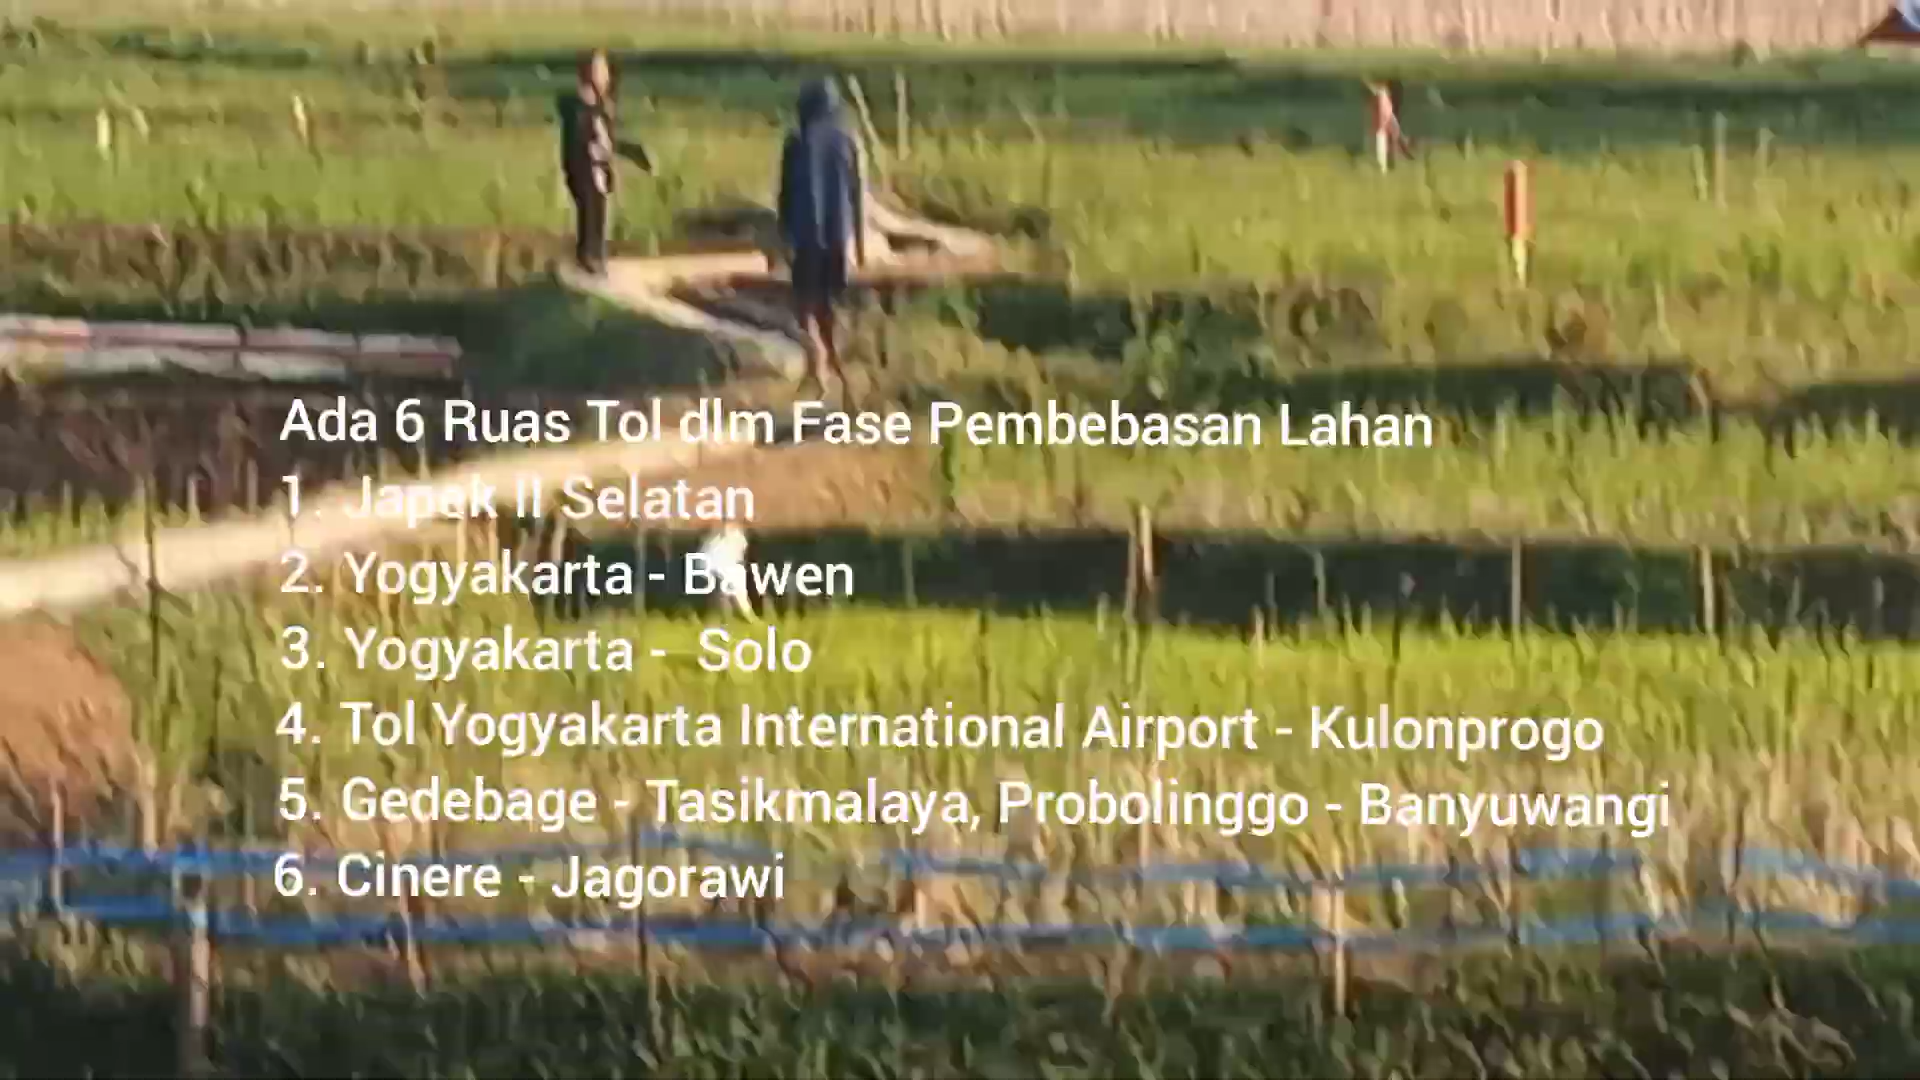 Ada 6 Ruas Tol dlm Fase Pembebasan Lahan
1. Japek II Selatan
2. Yogyakarta - Bawen
3. Yogyakarta - Solo
4. Tol Yogyakarta International Airport - Kulonprogo
5. Gedebage - Tasikmalaya, Probolinggo - Banyuwangi
6. Cinere - Jagorawi